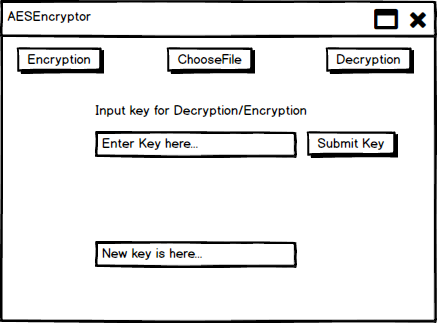 AESEncryptor
Encryption ChooseFile Decryption
Input key for Decryption/Encryption
Enter Key here... Submit Key
New key is here...